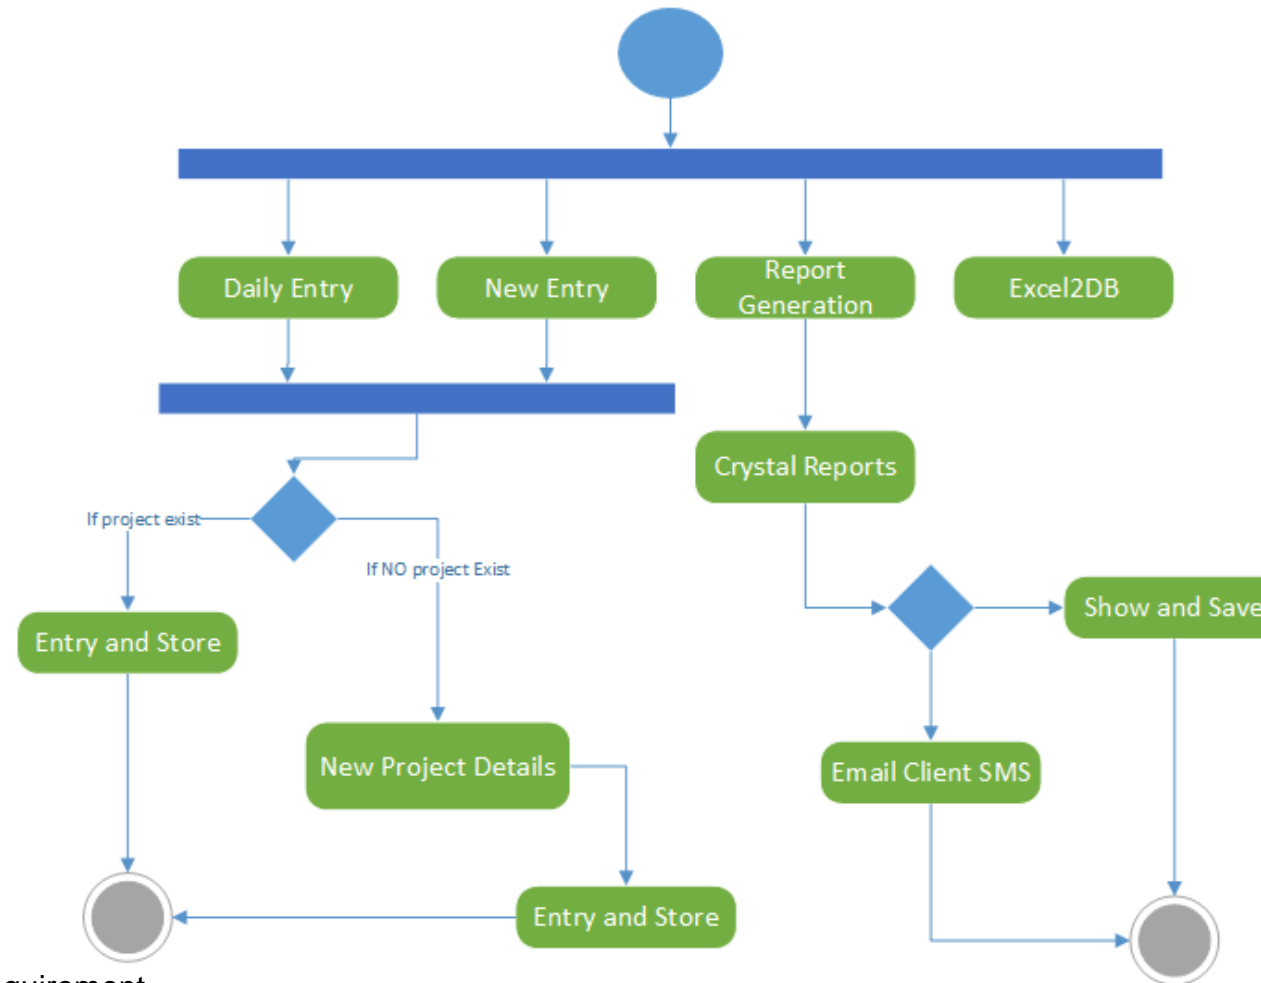 Daily Entry
New Entry
Report
Generation
Excel2DB
Crystal Reports
If project exist
If NO project Exist
Show and Save
Entry and Store
New Project Details
Email Client SMS
Entry and Store